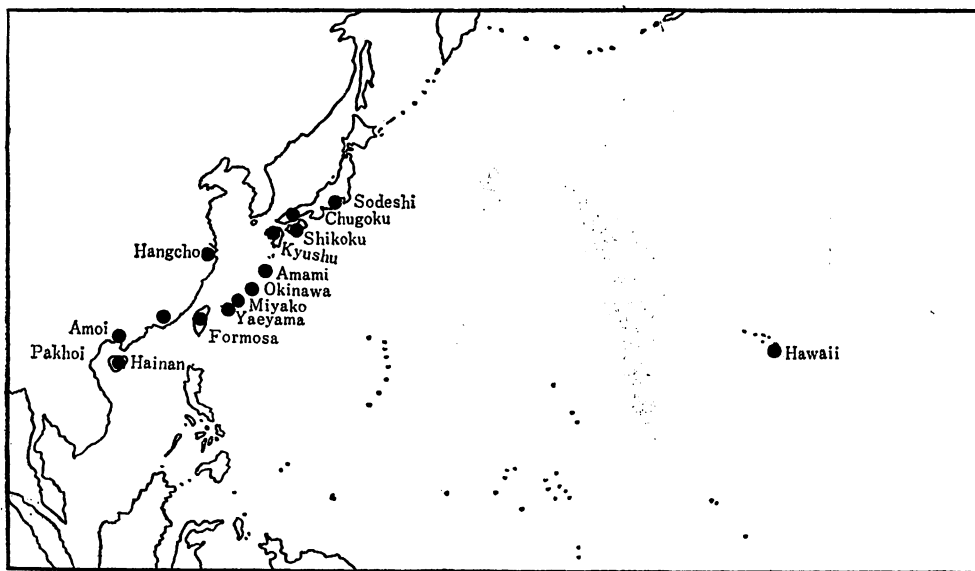 Sodeshi
Chugoku
Shikoku
Kyushu
Hangcho
Amami
Okinawa
Miyako
Yaeyama
Formosa
Amoi
Pakhoi
Hainan
Hawaii